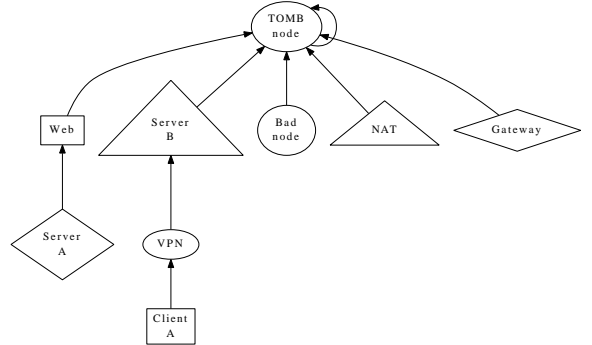 TOMB
node
Web
Server
B
Bad
node
NAT
Gateway
Server
A
VPN
Client
A